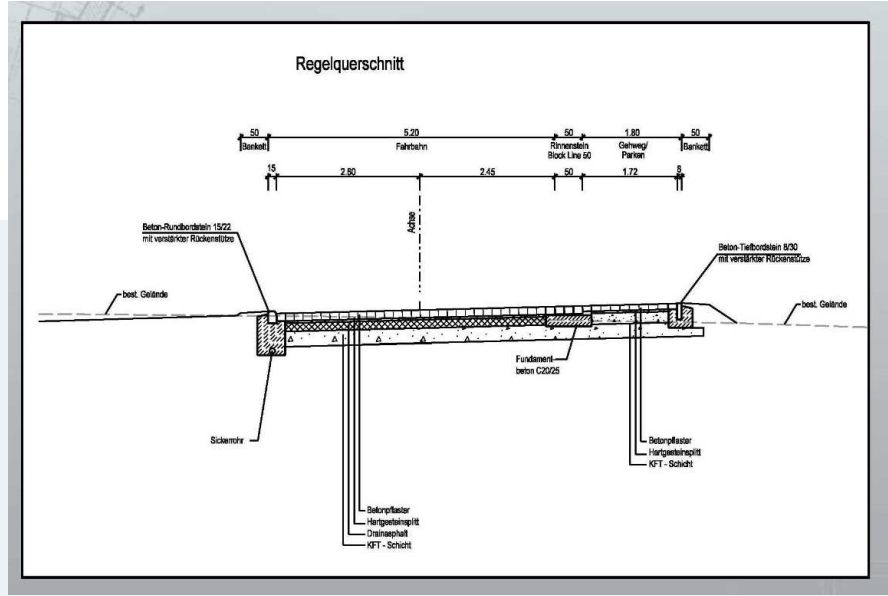 Regelquerschnitt
50
5.20
50
1.80
50
Bankett
Fahrbahn
Rinnenstein
Block Line 50
Gehweg/
Parken
Bankett
15
2.60
2.45
50
1.72
8
Achse
Beton-Rundbordstein 15/22
mit verstärkter Rückenstütze
Beton-Tiefbordstein 8/30
mit verstärkter Rückenstütze
best. Gelände
best. Gelände
Fundament-
beton C20/25
Sickerrohr
Betonpflaster
Hartgesteinsplitt
KFT - Schicht
Betonpflaster
Hartgesteinsplitt
Drainasphalt
KFT - Schicht